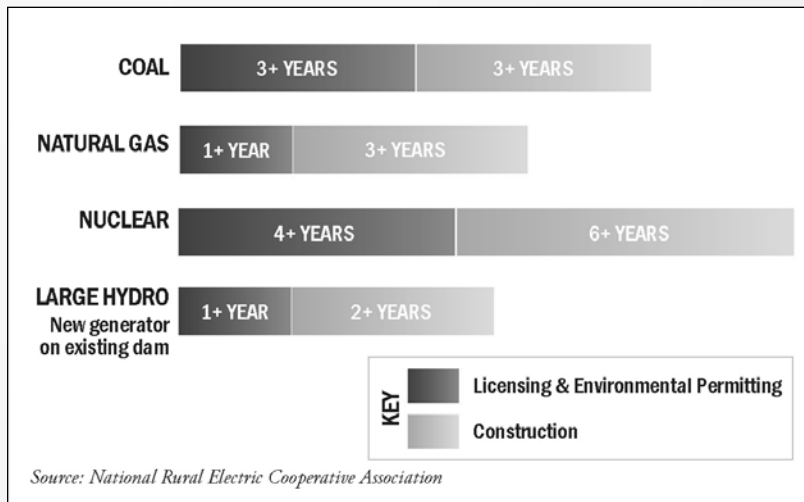 COAL
3+ YEARS
3+ YEARS
NATURAL GAS
1+ YEAR
3+ YEARS
NUCLEAR
4+ YEARS
6+ YEARS
LARGE HYDRO
New generator
on existing dam
1+ YEAR
2+ YEARS
KEY
Licensing & Environmental Permitting
Construction
Source: National Rural Electric Cooperative Association